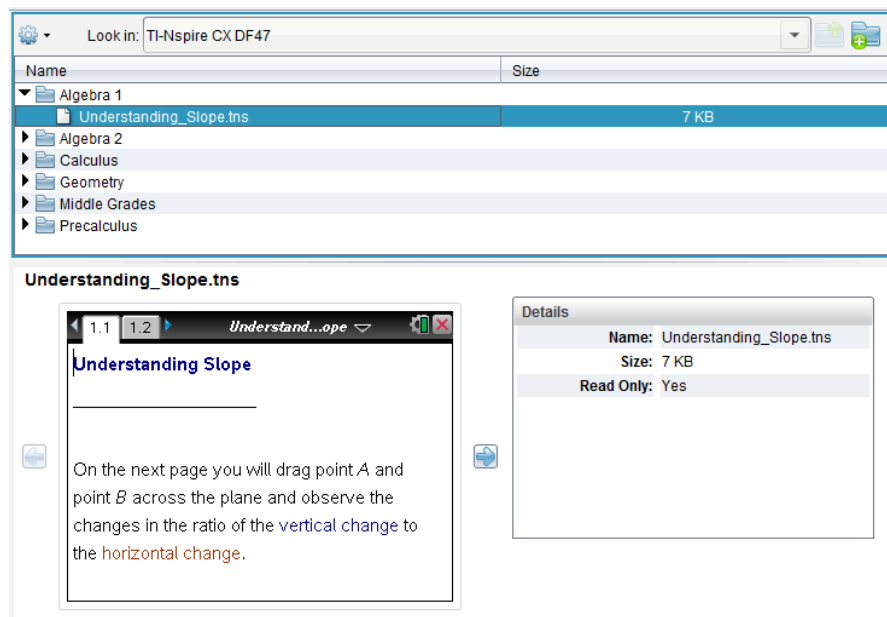 Look in: TI-Nspire CX DF47
Name Size
Algebra 1
Understanding_Slope.tns 7 KB
Algebra 2
Calculus
Geometry
Middle Grades
Precalculus
Understanding_Slope.tns
1.1 1.2 Understand...ope
Understanding Slope
On the next page you will drag point A and
point B across the plane and observe the
changes in the ratio of the vertical change to
the horizontal change.
Details
Name: Understanding_Slope.tns
Size: 7 KB
Read Only: Yes